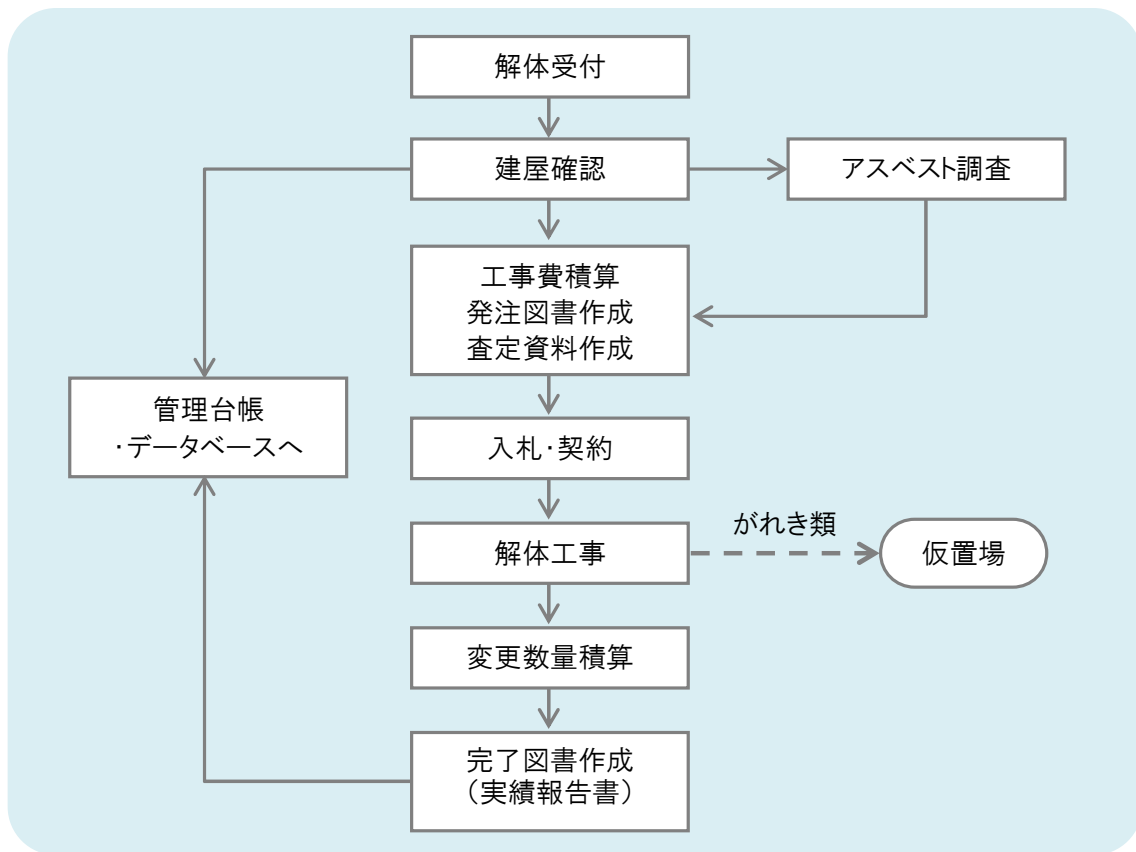 解体受付
建屋確認
アスベスト調査
工事費積算
発注図書作成
査定資料作成
管理台帳
・データベースへ
入札・契約
解体工事
がれき類
仮置場
変更数量積算
完了図書作成
（実績報告書）